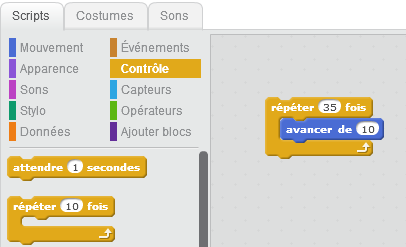 Scripts Costumes Sons
Mouvement Événements
Apparence Contrôle
Sons Capteurs
Stylo Opérateurs
Données Ajouter blocs
attendre 1 secondes
répéter 10 fois
répéter 35 fois
avancer de 10